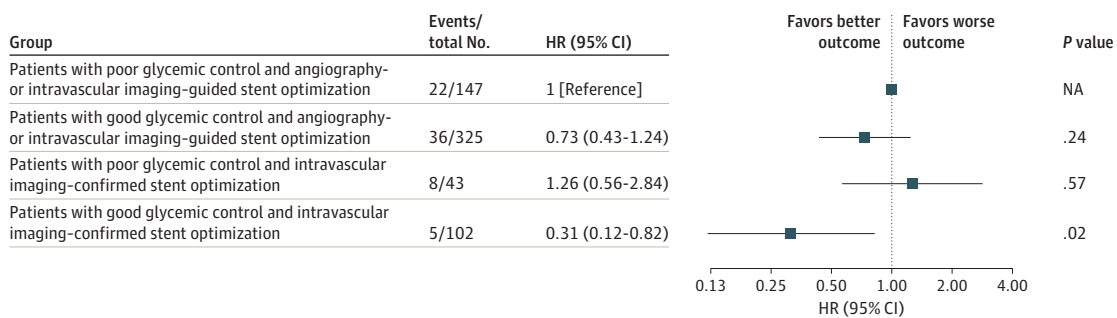 Group
Events/
total No.
HR (95% CI)
Favors better
outcome
Favors worse
outcome
P value
Patients with poor glycemic control and angiography-
or intravascular imaging-guided stent optimization
22/147
1 [Reference]
NA
Patients with good glycemic control and angiography-
or intravascular imaging-guided stent optimization
36/325
0.73 (0.43-1.24)
.24
Patients with poor glycemic control and intravascular
imaging-confirmed stent optimization
8/43
1.26 (0.56-2.84)
.57
Patients with good glycemic control and intravascular
imaging-confirmed stent optimization
5/102
0.31 (0.12-0.82)
.02
0.13 0.25 0.50 1.00 2.00 4.00
HR (95% CI)